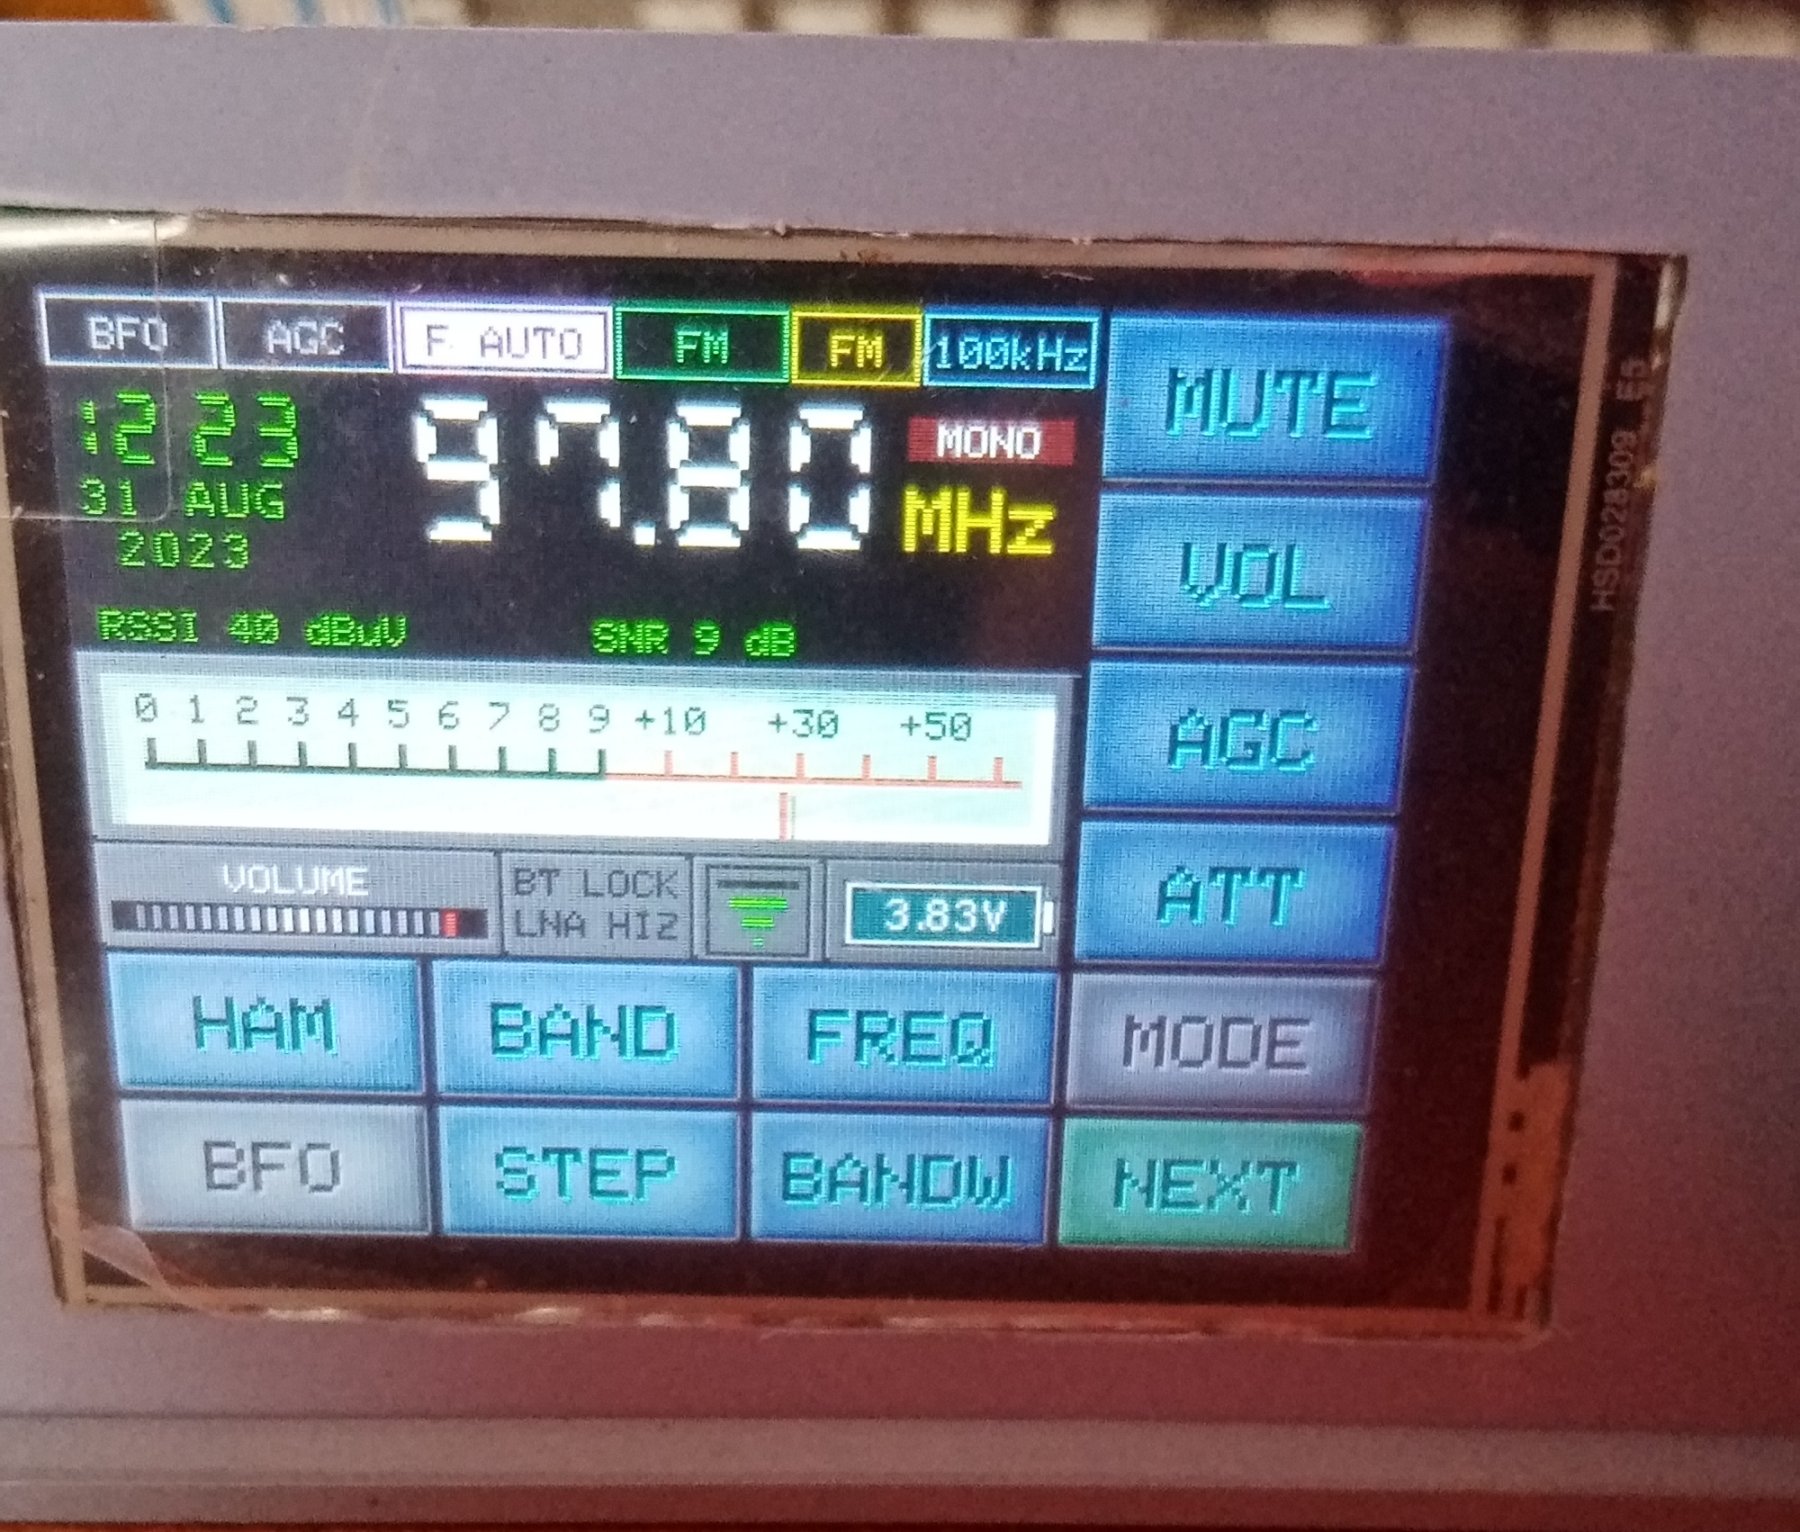 BFO AGC F. AUTO FM FM 100kHz
12 23
31 AUG
2023
97.80
MONO
MHz
RSSI 40 dBuV SNR 9 dB
0 1 2 3 4 5 6 7 8 9 +10 +30 +50
VOLUME
BT LOCK
LNA HIZ
3.83V
MUTE
VOL
AGC
ATT
HAM BAND FREQ MODE
BFO STEP BANDW NEXT
HSD028309 E5